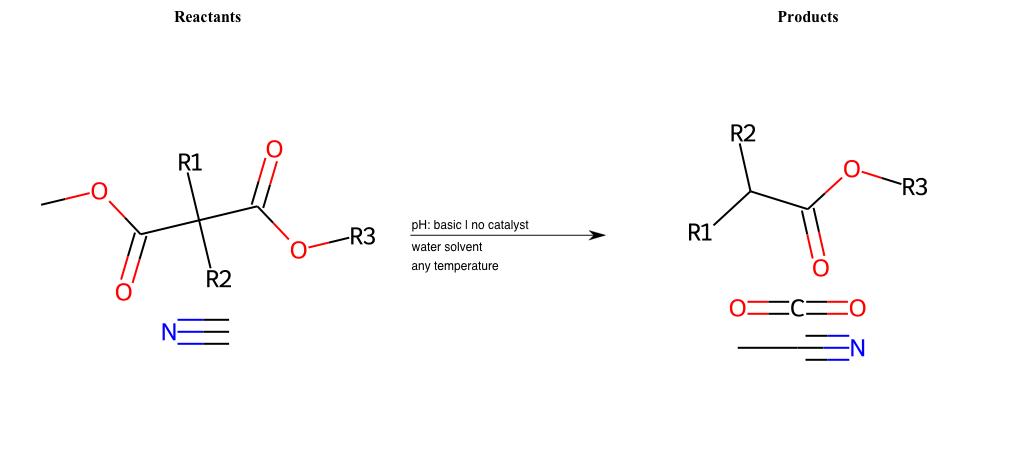 Reactants
Products
R1
O
O
R3
O
R2
O
N
pH: basic | no catalyst
water solvent
any temperature
R2
O
R3
R1
O
O C O
N